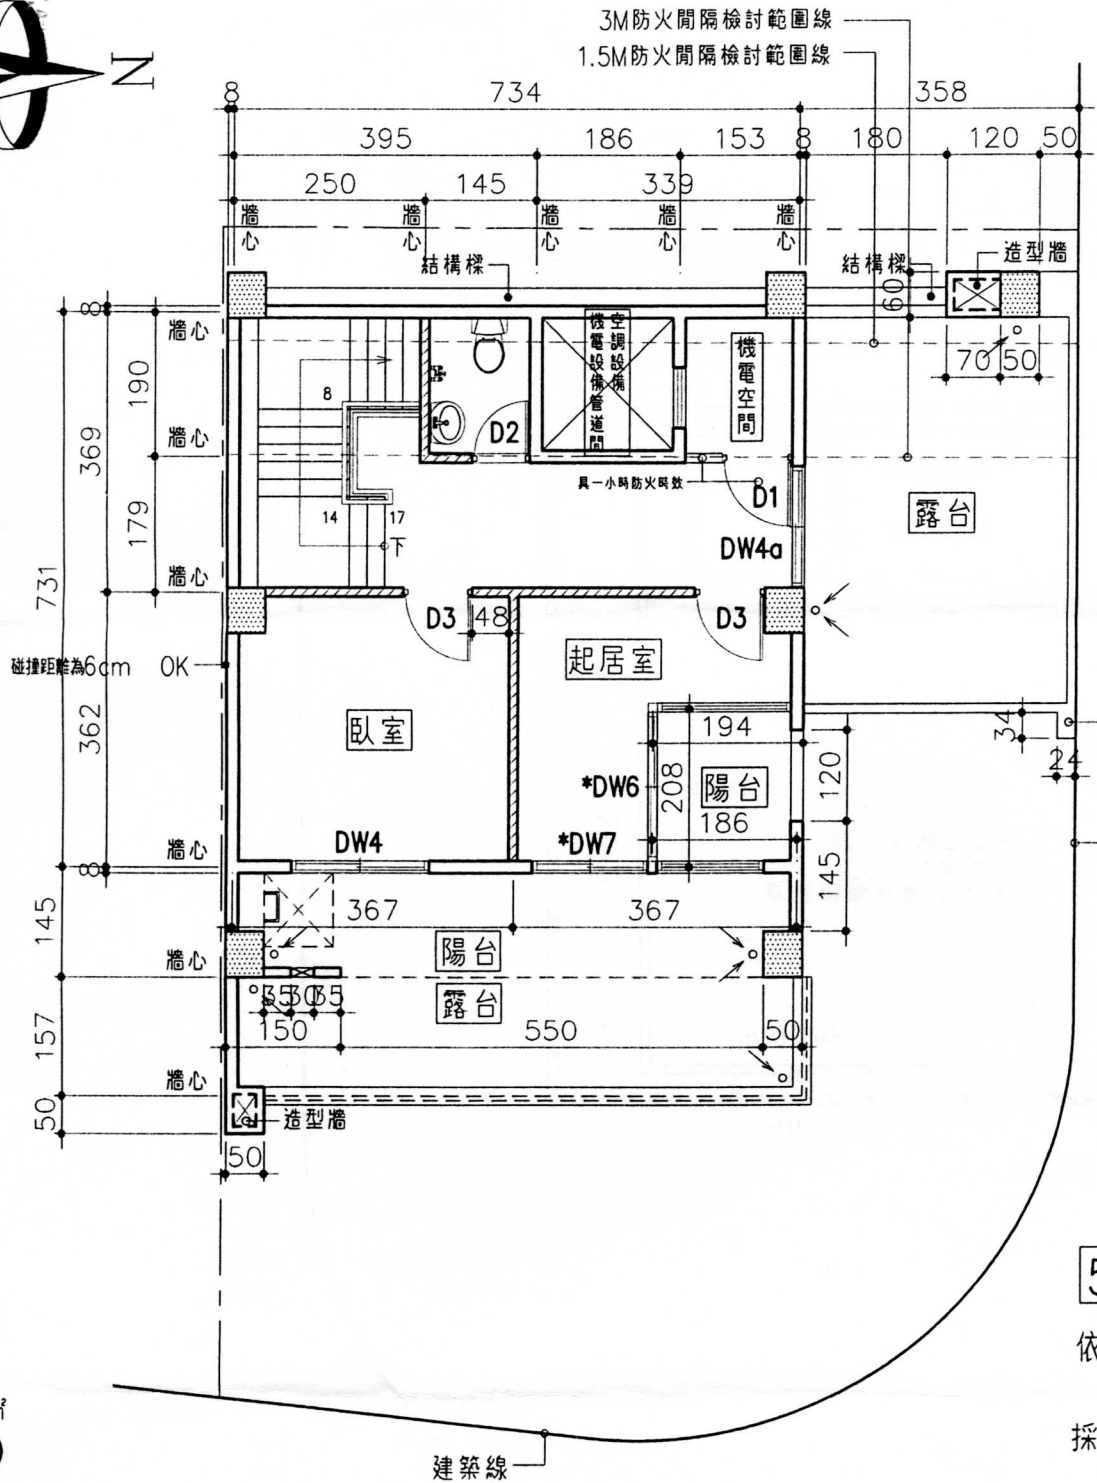 N
3M防火間隔檢討範圍線
1.5M防火間隔檢討範圍線
8 734 358
395 186 153 8 180 120 50
250 145 339
牆心 牆心 牆心 牆心 牆心
結構樑 結構樑 造型牆
60
8
牆心
190
8
機電設備管道間
空調設備
機電空間
70 50
369
牆心
D2
具一小時防火時效
D1
露台
179
14 17
下
DW4a
731
牆心
D3 48 D3
碰撞距離為6cm OK
起居室
362
臥室
194
34
24
*DW6 208 陽台 120
186
DW4 *DW7
牆心
8
145
145
367 367
陽台
牆心
露台
35 30 35
150 550 50
157
牆心
50
造型牆
50
5
依
採
建築線